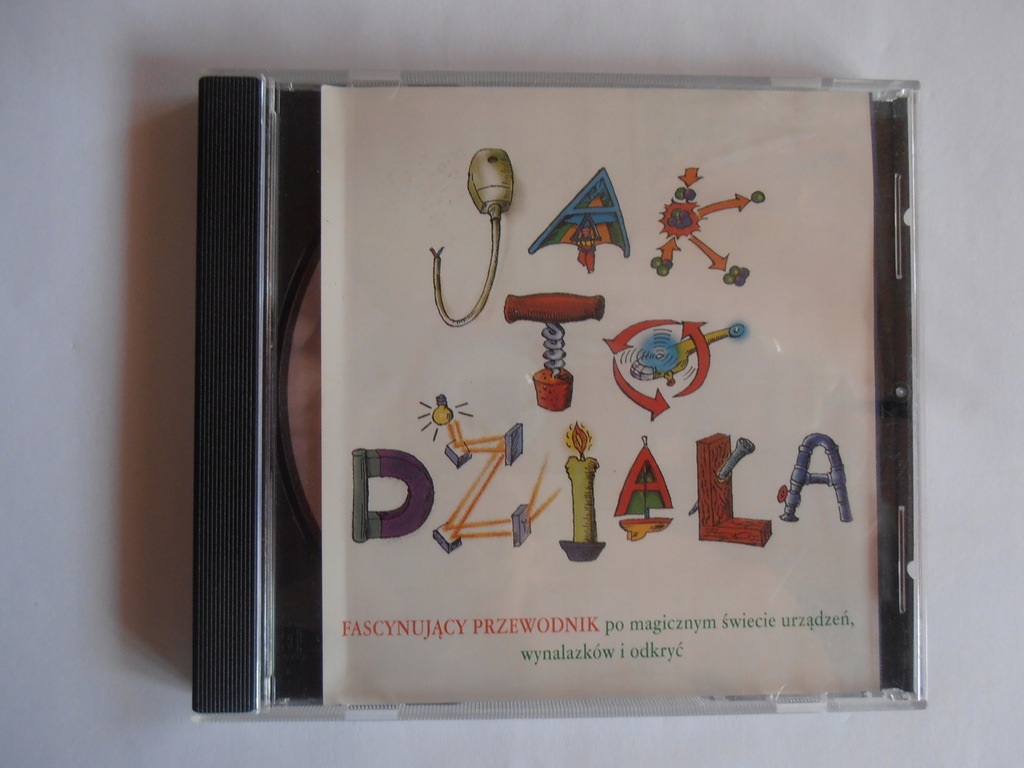 JAK
TO
DZIAŁA
FASCYNUJĄCY PRZEWODNIK po magicznym świecie urządzeń,
wynalazków i odkryć